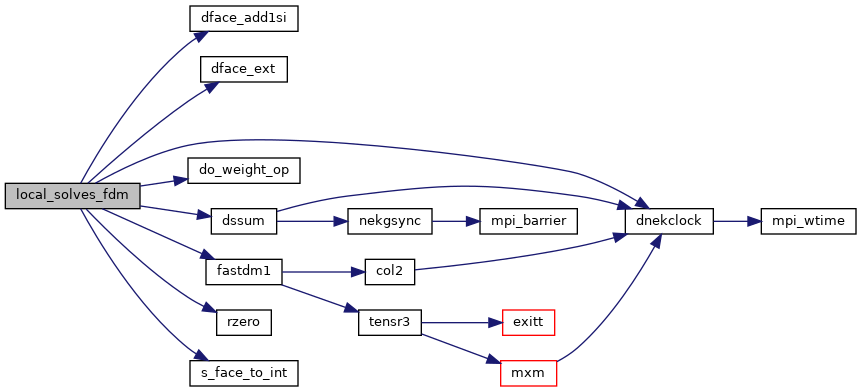 dface_add1si
dface_ext
local_solves_fdm
do_weight_op
dssum
nekgsync
mpi_barrier
dnekclock
mpi_wtime
fastdm1
col2
rzero
tensr3
exitt
s_face_to_int
mxm